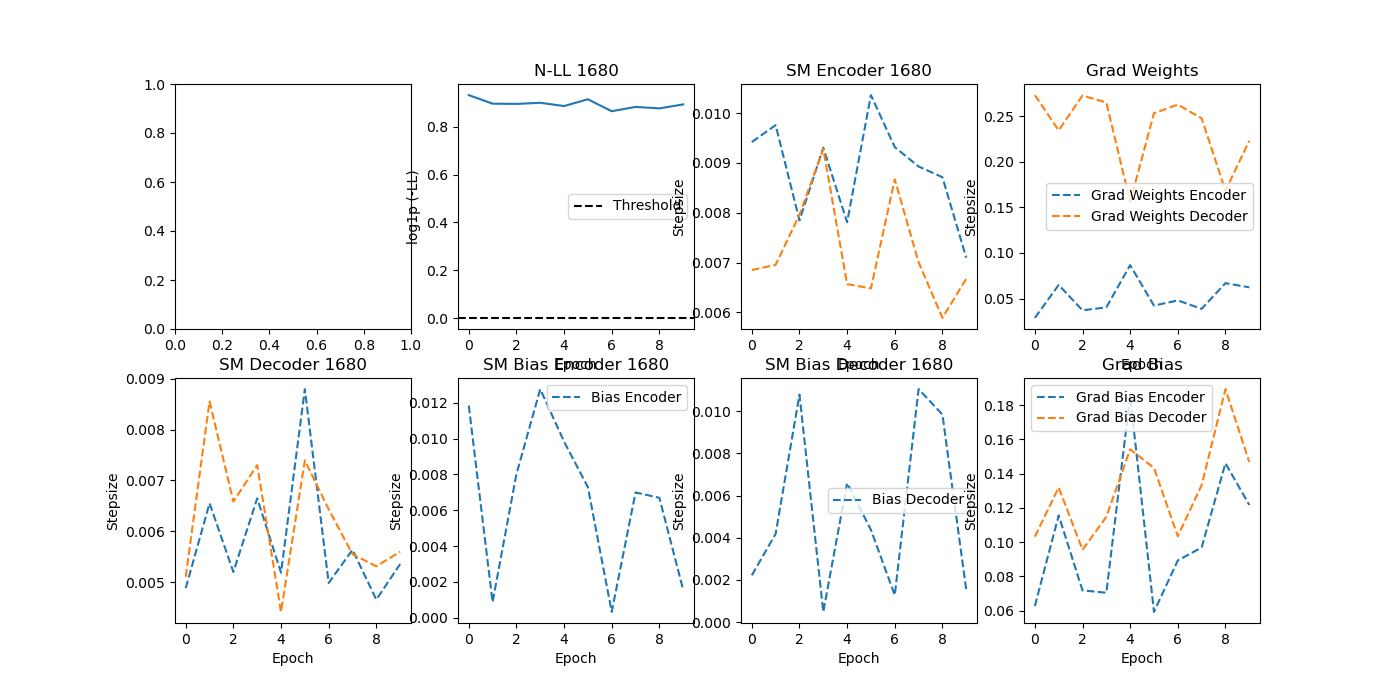 N-LL 1680
SM Encoder 1680
Grad Weights
1.0
0.8
0.6
0.4
0.2
0.0
0.0 0.2 0.4 0.6 0.8 1.0
log1p (-LL)
0.8
0.6
0.4
0.2
0.0
Threshold
0 2 4 6 8
Epoch
Stepsize
0.010
0.009
0.008
0.007
0.006
0 2 4 6 8
Epoch
Stepsize
0.25
0.20
0.15
0.05
Grad Weights Encoder
Grad Weights Decoder
0 2 4 6 8
Epoch
SM Decoder 1680
SM Bias Encoder 1680
SM Bias Decoder 1680
Grad Bias
Stepsize
0.009
0.008
0.007
0.006
0.005
0 2 4 6 8
Epoch
Stepsize
0.012
0.010
0.008
0.006
0.004
0.002
0.000
Bias Encoder
0 2 4 6 8
Epoch
Stepsize
0.010
0.008
0.006
0.004
0.002
0.000
Bias Decoder
0 2 4 6 8
Epoch
Stepsize
0.18
0.16
0.14
0.12
0.10
0.08
0.06
Grad Bias Encoder
Grad Bias Decoder
0 2 4 6 8
Epoch